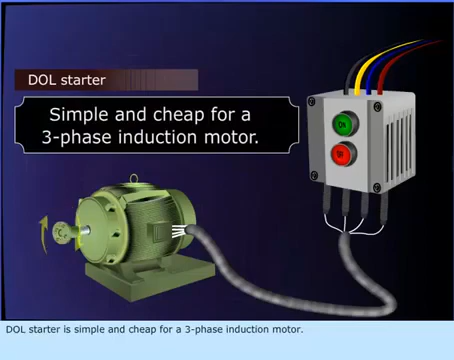 DOL starter
Simple and cheap for a
3-phase induction motor.
DOL starter is simple and cheap for a 3-phase induction motor.